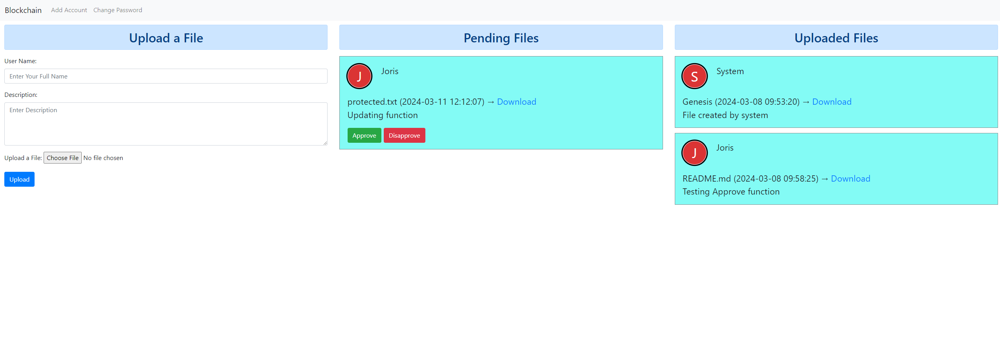 Blockchain Add Account Change Password
Upload a File
User Name:
Enter Your Full Name
Description:
Enter Description
Upload a File: Choose File No file chosen
Upload
Pending Files
J Joris
protected.txt (2024-03-11 12:12:07) → Download
Updating function
Approve Disapprove
Uploaded Files
S System
Genesis (2024-03-08 09:53:20) → Download
File created by system
J Joris
README.md (2024-03-08 09:58:25) → Download
Testing Approve function